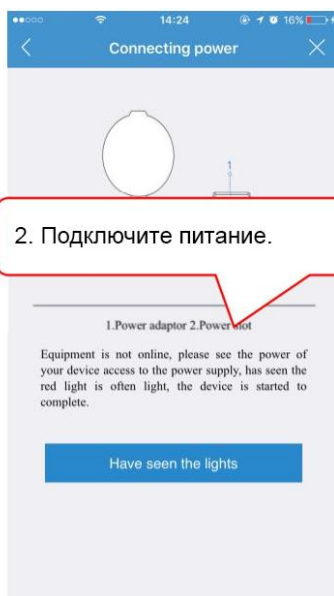 14:24 16%
Connecting power
1
2. Подключите питание.
1.Power adaptor 2.Power slot
Equipment is not online, please see the power of
your device access to the power supply, has seen the
red light is often light, the device is started to
complete.
Have seen the lights